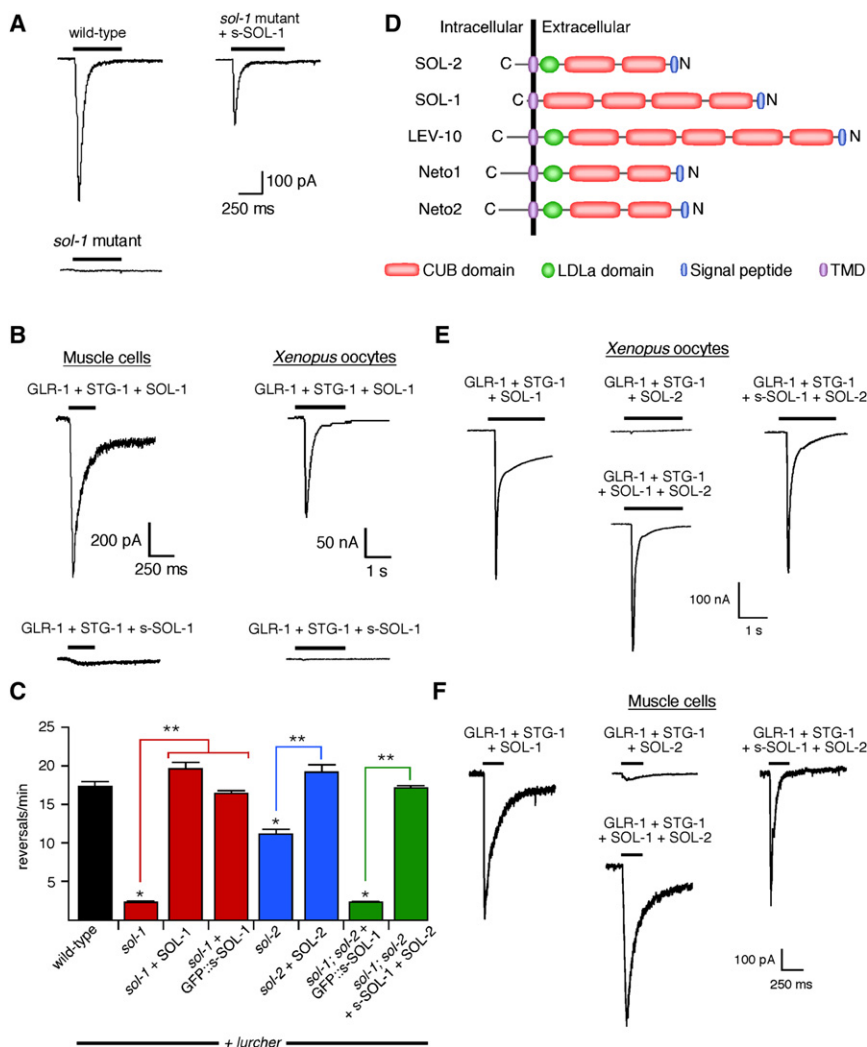 A
wild-type
sol-1 mutant
+ s-SOL-1
100 pA
250 ms
sol-1 mutant
D
Intracellular
Extracellular
SOL-2
C
N
SOL-1
C
N
LEV-10
C
N
Neto1
C
N
Neto2
C
N
CUB domain
LDLa domain
Signal peptide
TMD
B
Muscle cells
GLR-1 + STG-1 + SOL-1
200 pA
250 ms
GLR-1 + STG-1 + s-SOL-1
Xenopus oocytes
GLR-1 + STG-1 + SOL-1
50 nA
1 s
GLR-1 + STG-1 + s-SOL-1
E
Xenopus oocytes
GLR-1 + STG-1
+ SOL-1
GLR-1 + STG-1
+ SOL-2
GLR-1 + STG-1
+ s-SOL-1 + SOL-2
GLR-1 + STG-1
+ SOL-1 + SOL-2
100 nA
1 s
C
reversals/min
25
20
15
10
5
**
**
**
*
*
*
wild-type
sol-1
sol-1 + SOL-1
sol-1 +
GFP::s-SOL-1
sol-2
sol-2 + SOL-2
sol-1; sol-2 +
GFP::s-SOL-1
sol-1; sol-2
+ s-SOL-1 + SOL-2
+ lurcher
F
Muscle cells
GLR-1 + STG-1
+ SOL-1
GLR-1 + STG-1
+ SOL-2
GLR-1 + STG-1
+ s-SOL-1 + SOL-2
GLR-1 + STG-1
+ SOL-1 + SOL-2
100 pA
250 ms